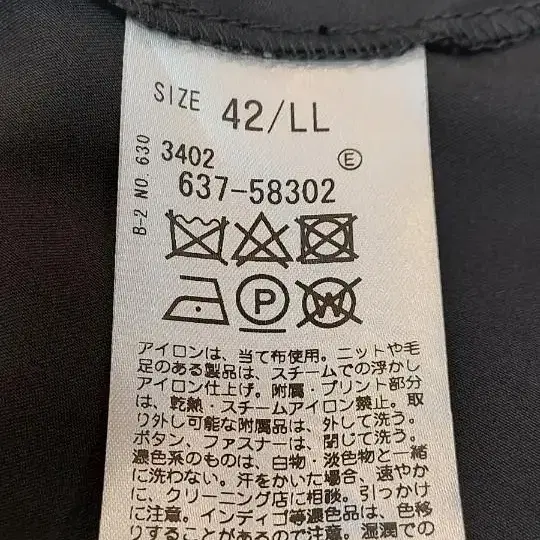 SIZE 42/LL
B-2 NO. 630
3402 E
637-58302
P W
アイロンは、当て布使用。ニットや毛
足のある製品は、スチームでの浮かし
アイロン仕上げ。附属・プリント部分
は、乾熱・スチームアイロン禁止。取
り外し可能な附属品は、外して洗う。
ボタン、ファスナーは、閉じて洗う。
濃色系のものは、白物・淡色物と一緒
に洗わない。汗をかいた場合、速やか
に、クリーニング店に相談。引っかけ
に注意。インディゴ等濃色品は、色移
りすることがあるので注意。湿潤での